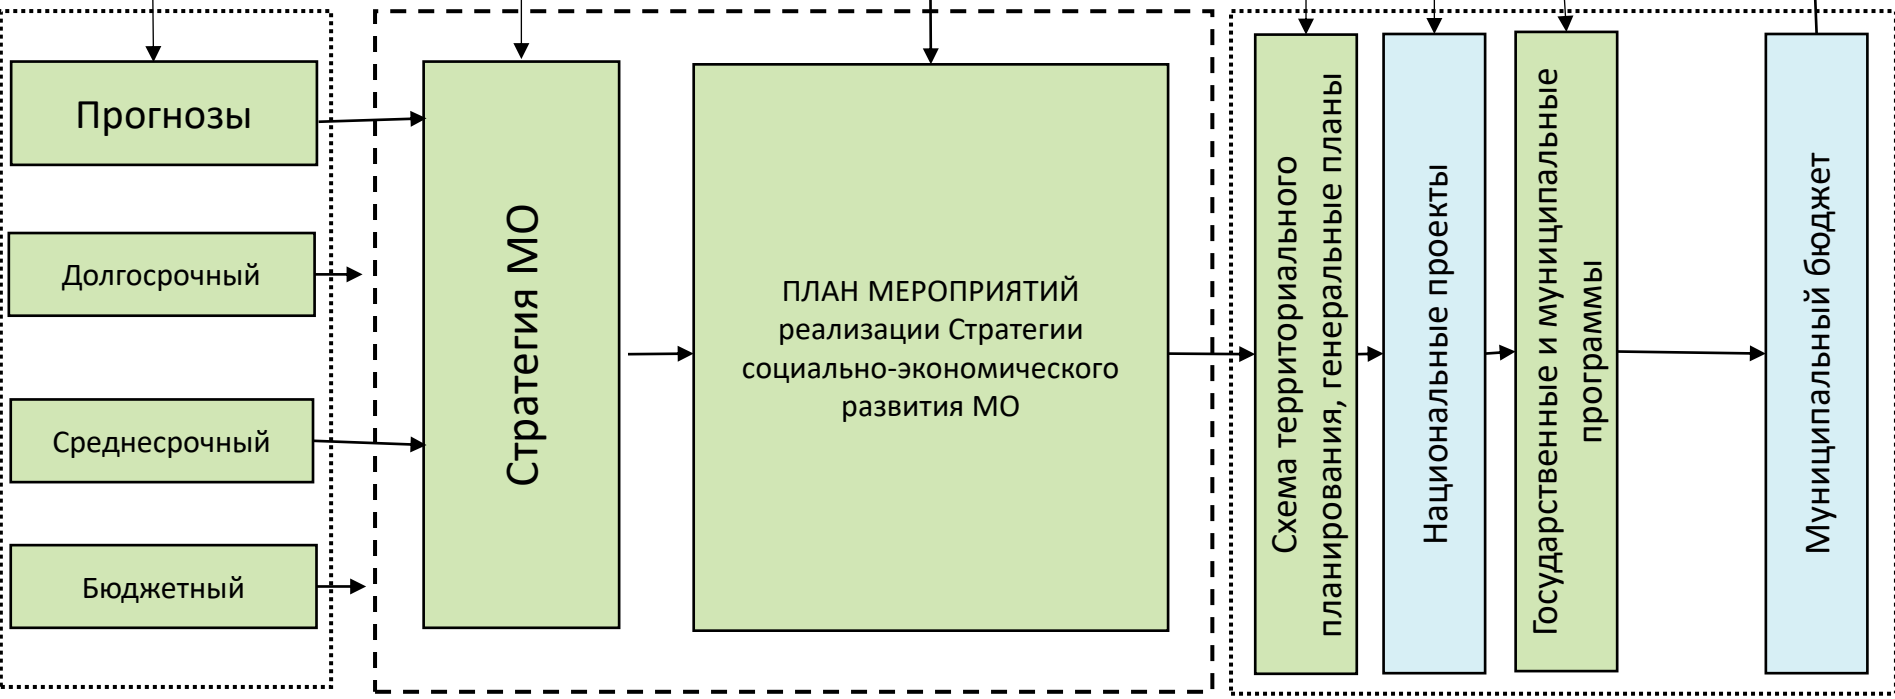 Прогнозы
Долгосрочный
Среднесрочный
Бюджетный
Стратегия МО
ПЛАН МЕРОПРИЯТИЙ
реализации Стратегии
социально-экономического
развития МО
Схема территориального
планирования, генеральные планы
Национальные проекты
Государственные и муниципальные
программы
Муниципальный бюджет